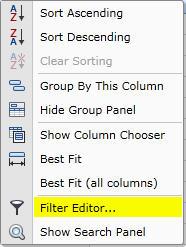 Sort Ascending
Sort Descending
Clear Sorting
Group By This Column
Hide Group Panel
Show Column Chooser
Best Fit
Best Fit (all columns)
Filter Editor...
Show Search Panel